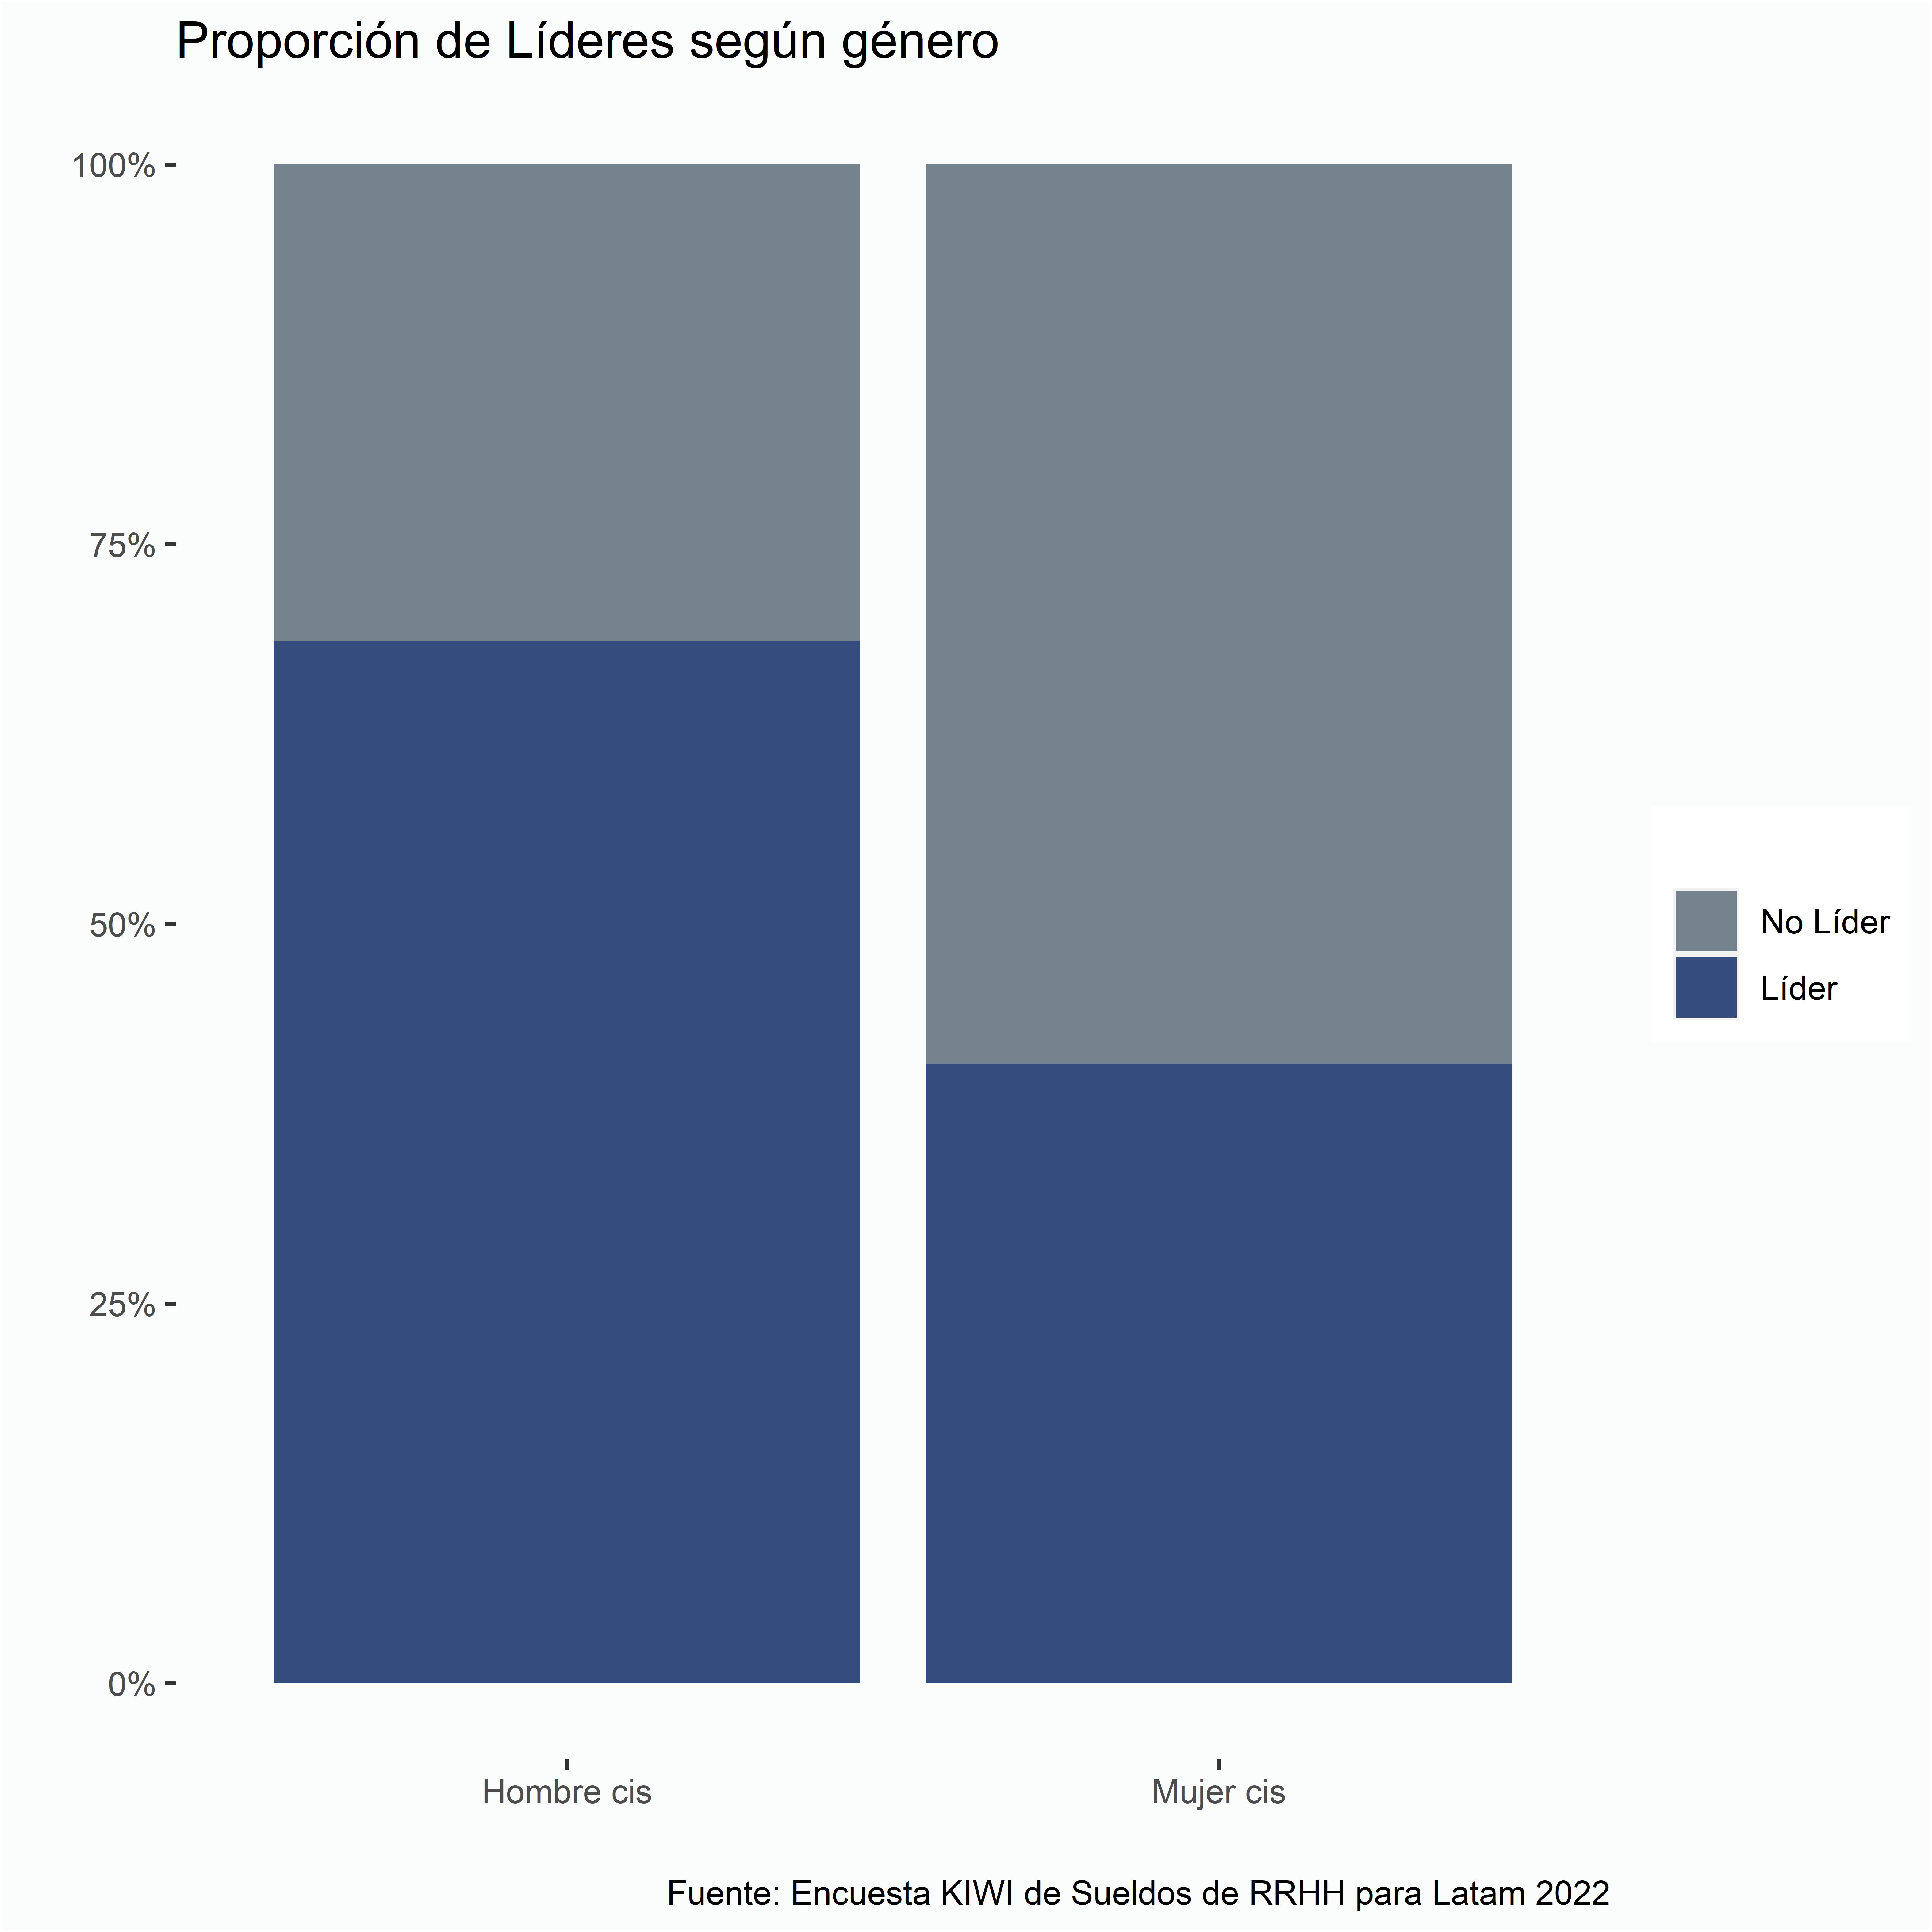 Proporción de Líderes según género
100%
75%
50%
25%
0%
Hombre cis
Mujer cis
No Líder
Líder
Fuente: Encuesta KIWI de Sueldos de RRHH para Latam 2022